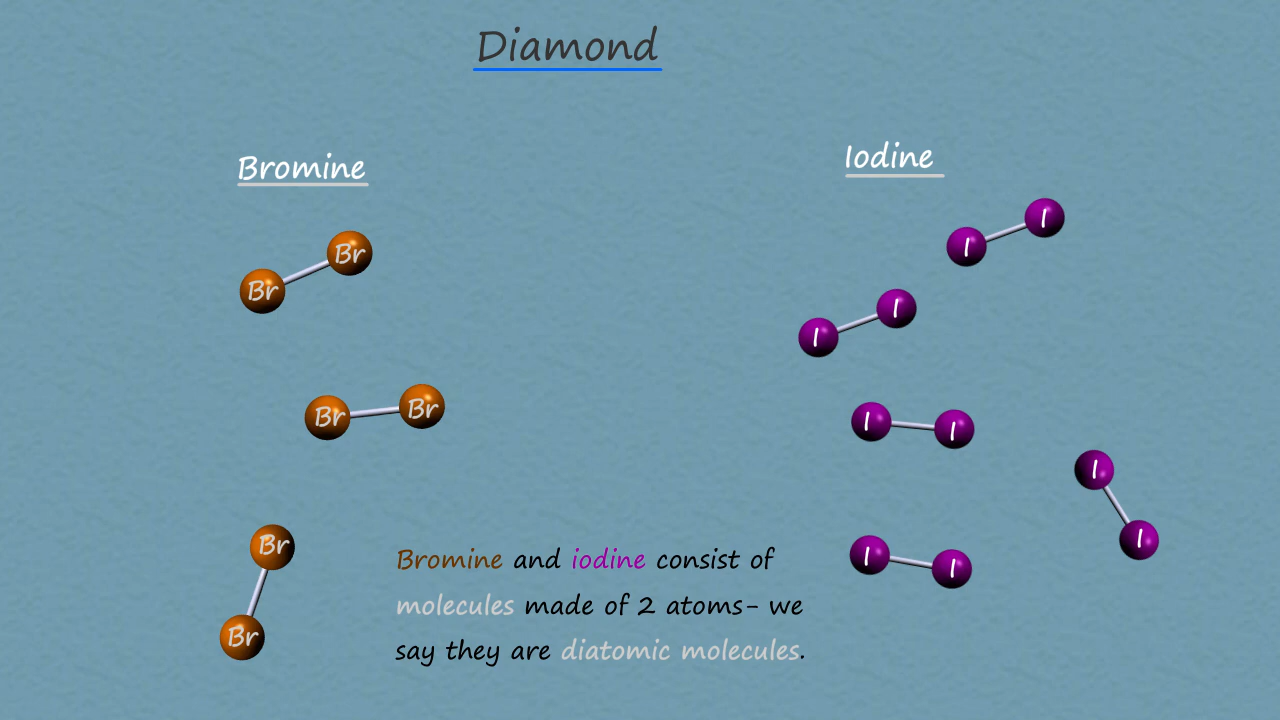 Diamond
Bromine
Iodine
Br
Br
Br
Br
Br
Br
I
I
I
I
I
I
I
I
I
I
Bromine and iodine consist of
molecules made of 2 atoms- we
say they are diatomic molecules.